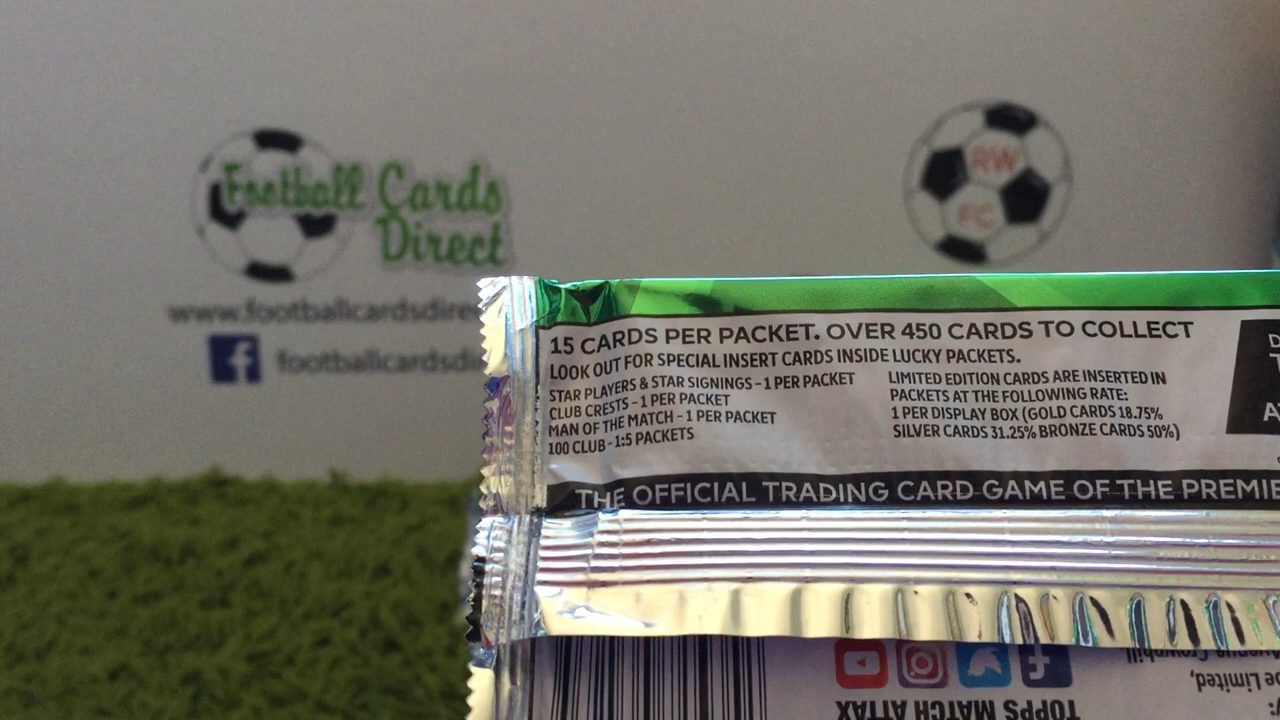 Football Cards
Direct
www.footballcardsdirec
footballcardsdi
RW
FC
15 CARDS PER PACKET. OVER 450 CARDS TO COLLECT
LOOK OUT FOR SPECIAL INSERT CARDS INSIDE LUCKY PACKETS.
STAR PLAYERS & STAR SIGNINGS – 1 PER PACKET
CLUB CRESTS – 1 PER PACKET
MAN OF THE MATCH – 1 PER PACKET
100 CLUB – 1:5 PACKETS
LIMITED EDITION CARDS ARE INSERTED IN
PACKETS AT THE FOLLOWING RATE:
1 PER DISPLAY BOX (GOLD CARDS 18.75%
SILVER CARDS 31.25% BRONZE CARDS 50%)
THE OFFICIAL TRADING CARD GAME OF THE PREMIE
TOPPS MATCH ATTAX
Limited,